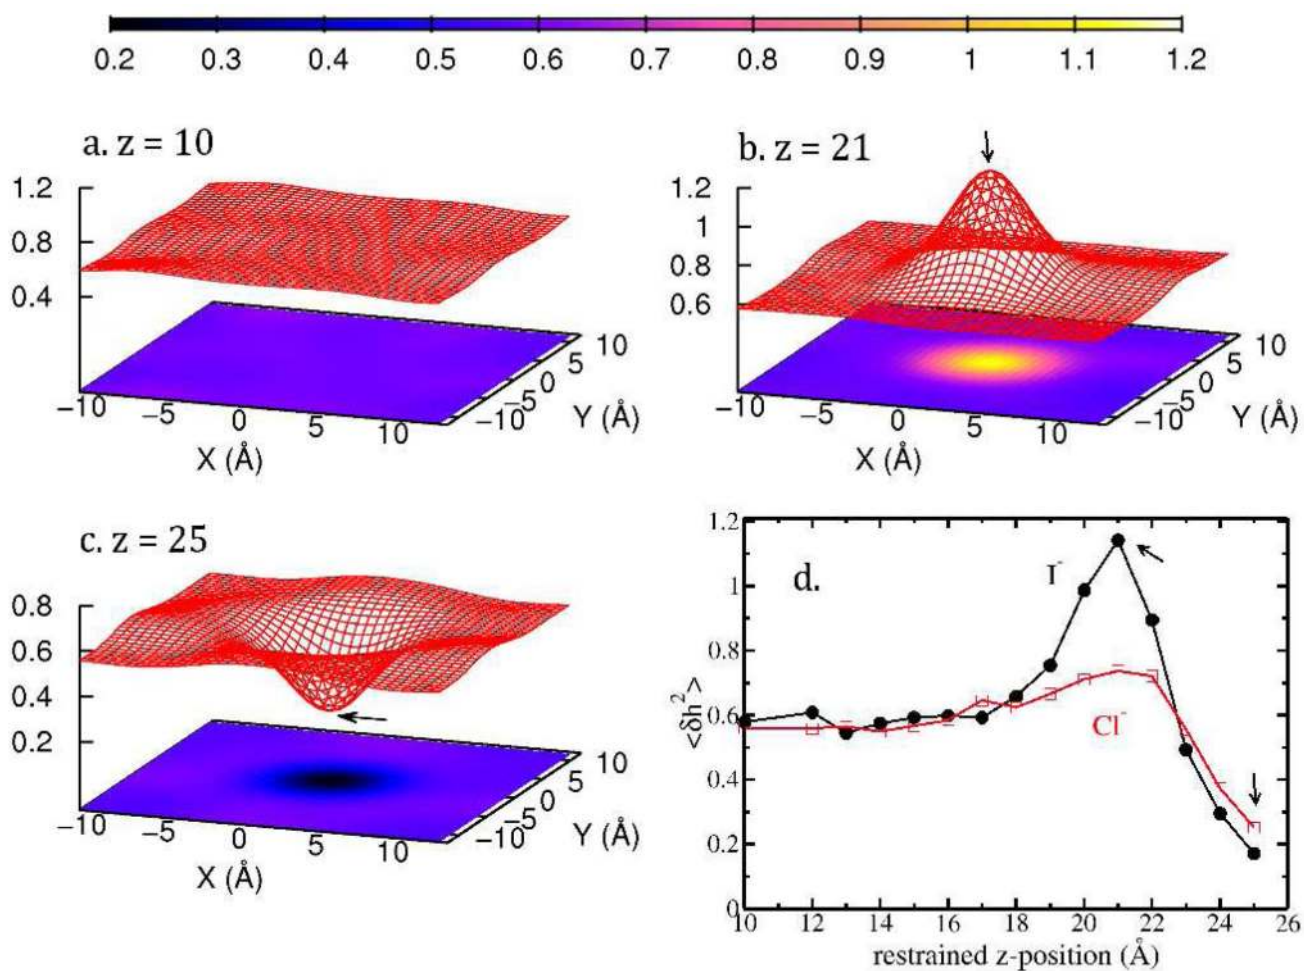 0.2 0.3 0.4 0.5 0.6 0.7 0.8 0.9 1 1.1 1.2
a. z = 10
1.2
0.8
0.4
−10 −5 0 5 10
X (Å)
−10 −5 0 5 10
Y (Å)
b. z = 21
1.2
1
0.8
0.6
−10 −5 0 5 10
X (Å)
−10 −5 0 5 10
Y (Å)
c. z = 25
0.8
0.6
0.4
0.2
−10 −5 0 5 10
X (Å)
−10 −5 0 5 10
Y (Å)
d.
1.2
1
0.8
0.6
0.4
0.2
0
<δh²>
I⁻
Cl⁻
10 12 14 16 18 20 22 24 26
restrained z-position (Å)